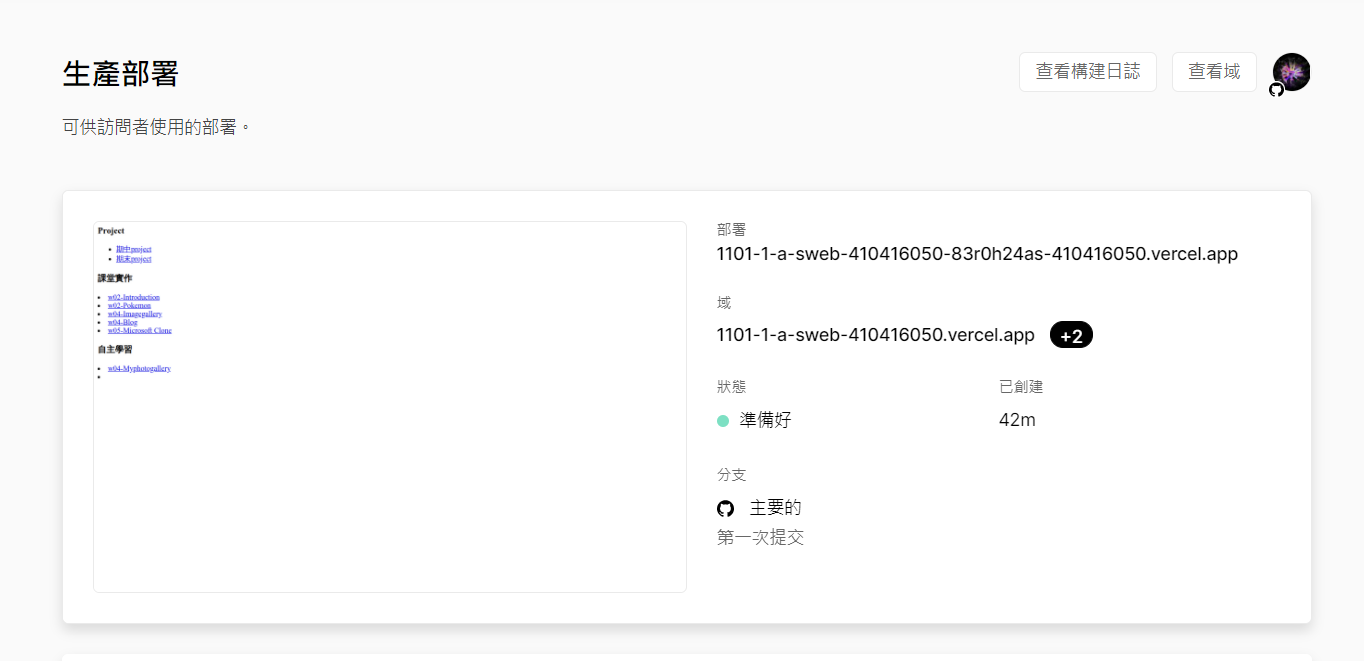 生產部署
查看構建日誌
查看域
可供訪問者使用的部署。
Project
期中project
期末project
課堂實作
w02-Introduction
w02-Pokemon
w04-Imagegallery
w04-Blog
w05-Microsoft Clone
自主學習
w04-Myphotogallery
部署
1101-1-a-sweb-410416050-83r0h24as-410416050.vercel.app
域
1101-1-a-sweb-410416050.vercel.app +2
狀態 已創建
準備好 42m
分支
主要的
第一次提交